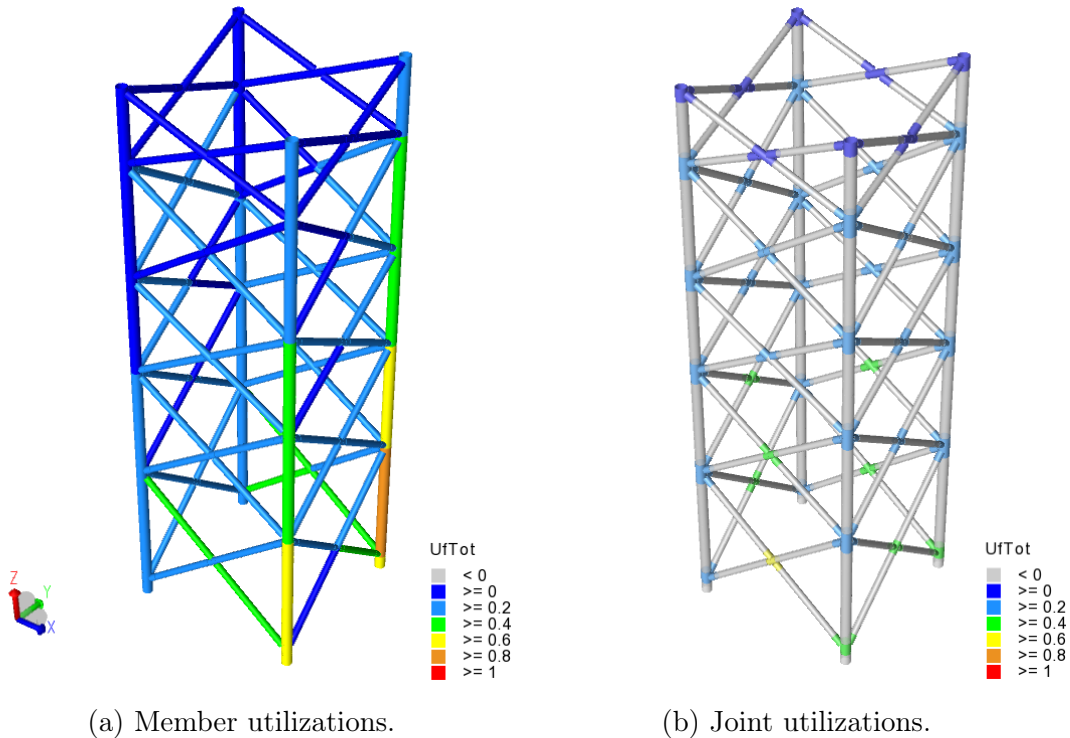 Z
Y
X
UfTot
< 0
>= 0
>= 0.2
>= 0.4
>= 0.6
>= 0.8
>= 1
UfTot
< 0
>= 0
>= 0.2
>= 0.4
>= 0.6
>= 0.8
>= 1
(a) Member utilizations.
(b) Joint utilizations.